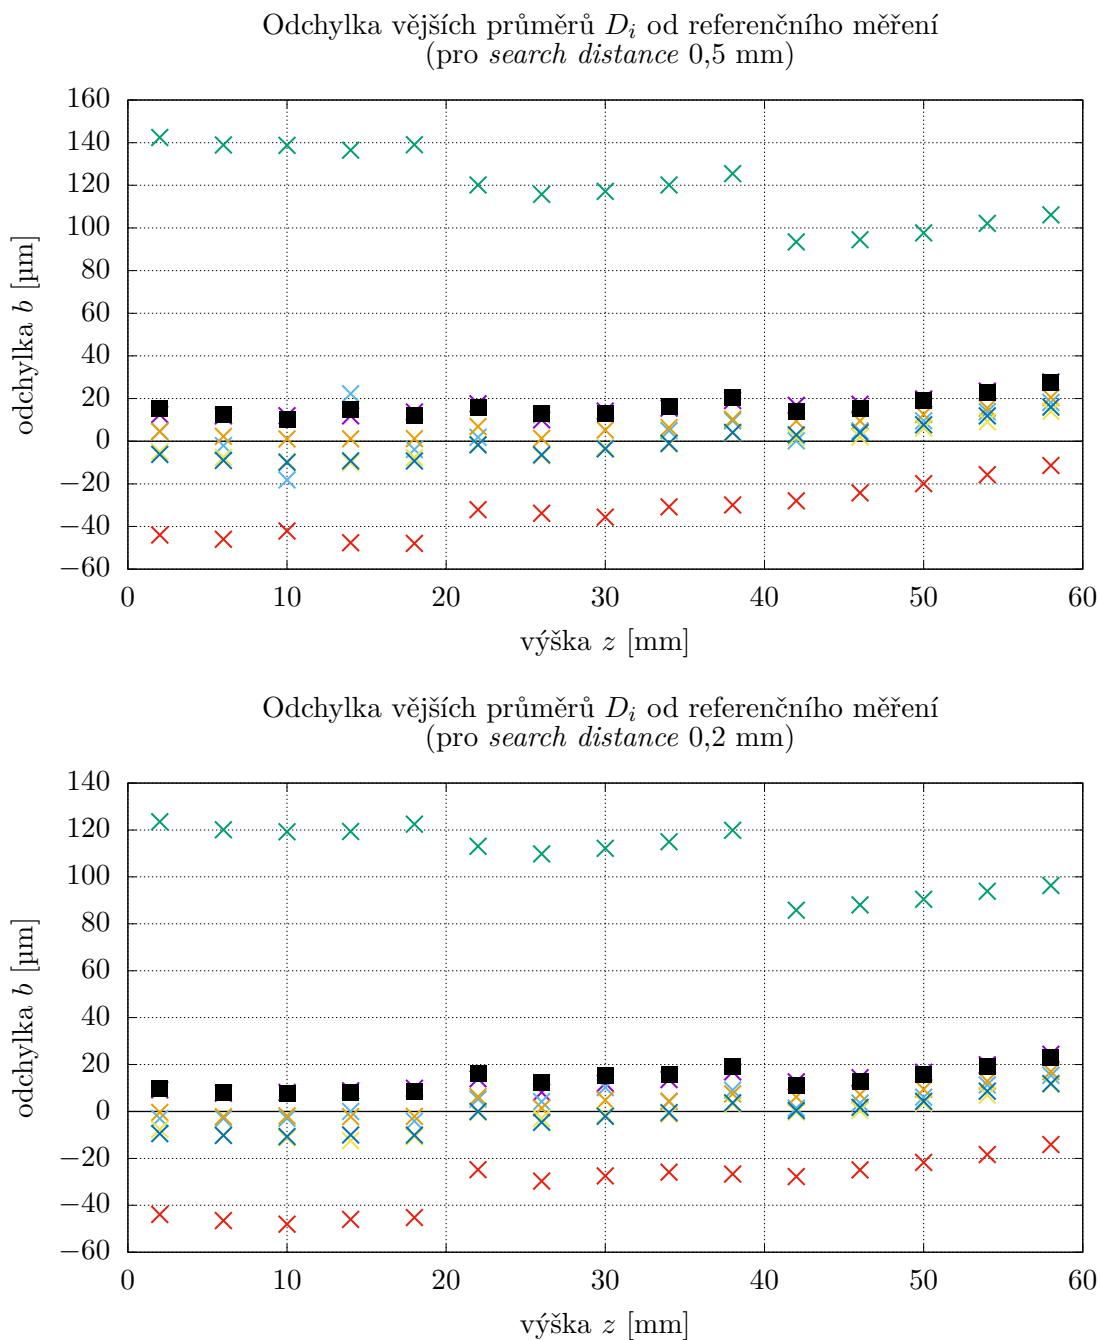 Odchylka vějších průměrů D_i od referenčního měření
(pro search distance 0,5 mm)
160
140
120
100
80
60
40
20
0
−20
−40
−60
odchylka b [µm]
0 10 20 30 40 50 60
výška z [mm]
Odchylka vějších průměrů D_i od referenčního měření
(pro search distance 0,2 mm)
140
120
100
80
60
40
20
0
−20
−40
−60
odchylka b [µm]
0 10 20 30 40 50 60
výška z [mm]